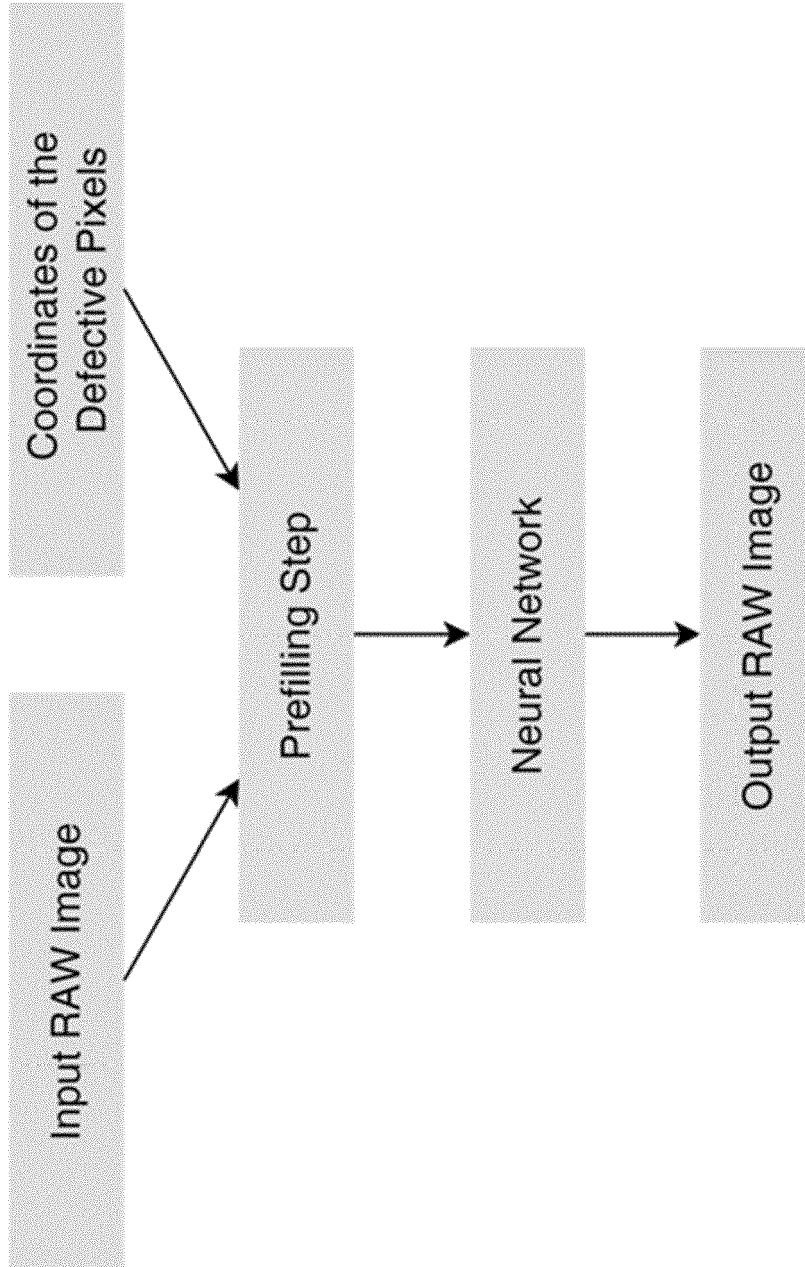 Input RAW Image
Coordinates of the
Defective Pixels
Prefilling Step
Neural Network
Output RAW Image